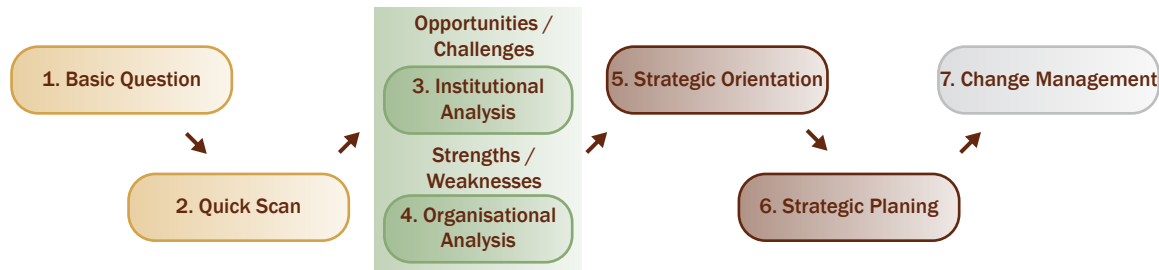 1. Basic Question
2. Quick Scan
Opportunities /
Challenges
3. Institutional
Analysis
Strengths /
Weaknesses
4. Organisational
Analysis
5. Strategic Orientation
6. Strategic Planing
7. Change Management